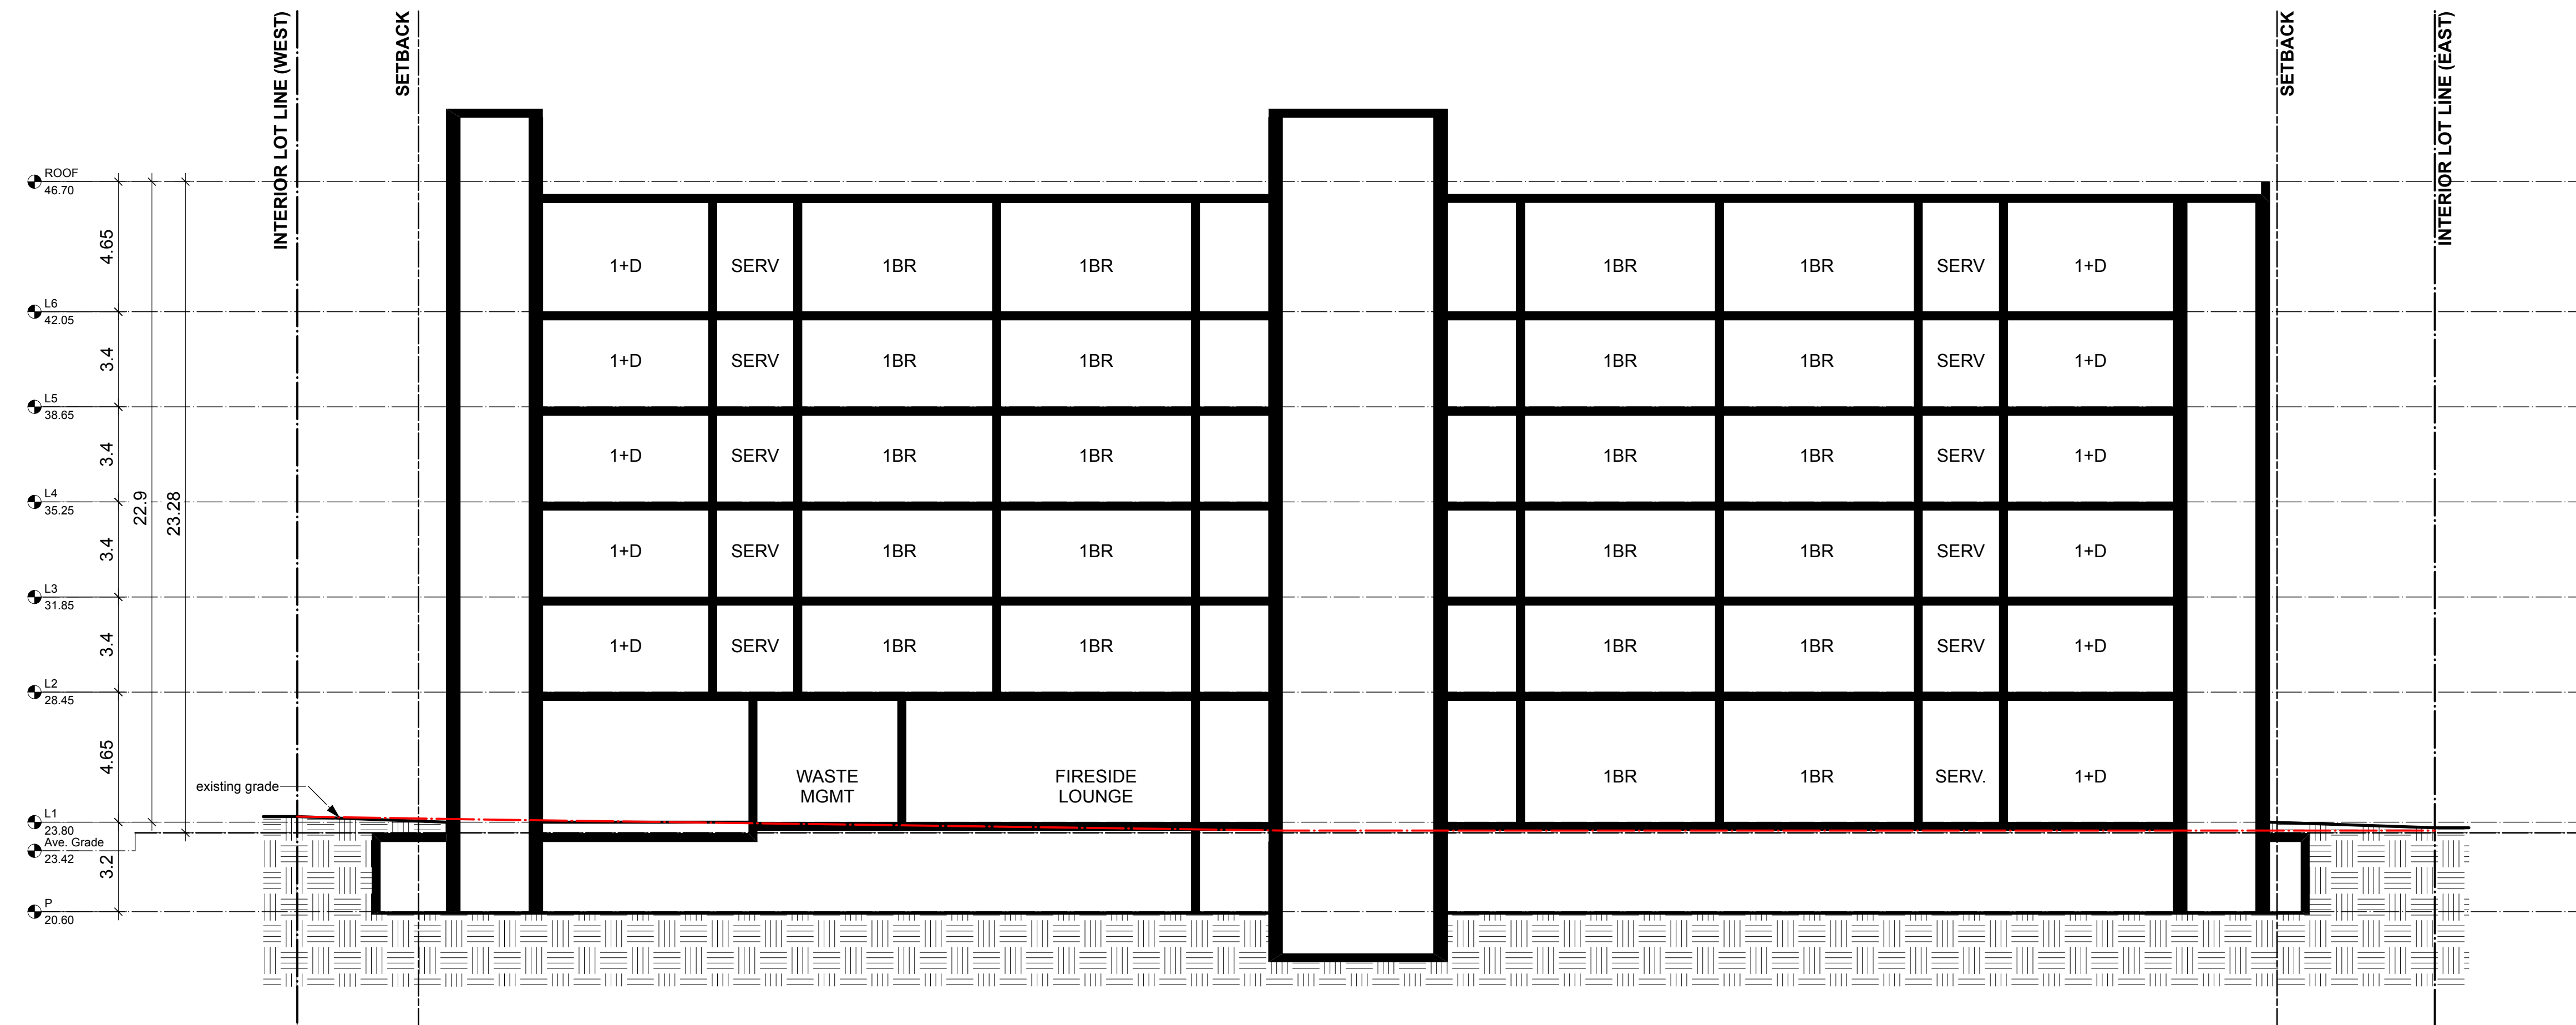 INTERIOR LOT LINE (WEST)
SETBACK
SETBACK
INTERIOR LOT LINE (EAST)
ROOF
46.70
4.65
1+D SERV 1BR 1BR 1BR 1BR SERV 1+D
L6
42.05
3.4
1+D SERV 1BR 1BR 1BR 1BR SERV 1+D
L5
38.65
3.4
1+D SERV 1BR 1BR 1BR 1BR SERV 1+D
L4
35.25
22.9
23.28
3.4
1+D SERV 1BR 1BR 1BR 1BR SERV 1+D
L3
31.85
3.4
1+D SERV 1BR 1BR 1BR 1BR SERV 1+D
L2
28.45
4.65
WASTE
MGMT
FIRESIDE
LOUNGE
1BR 1BR SERV. 1+D
existing grade
L1
23.80
Ave. Grade
23.42
3.2
P
20.60